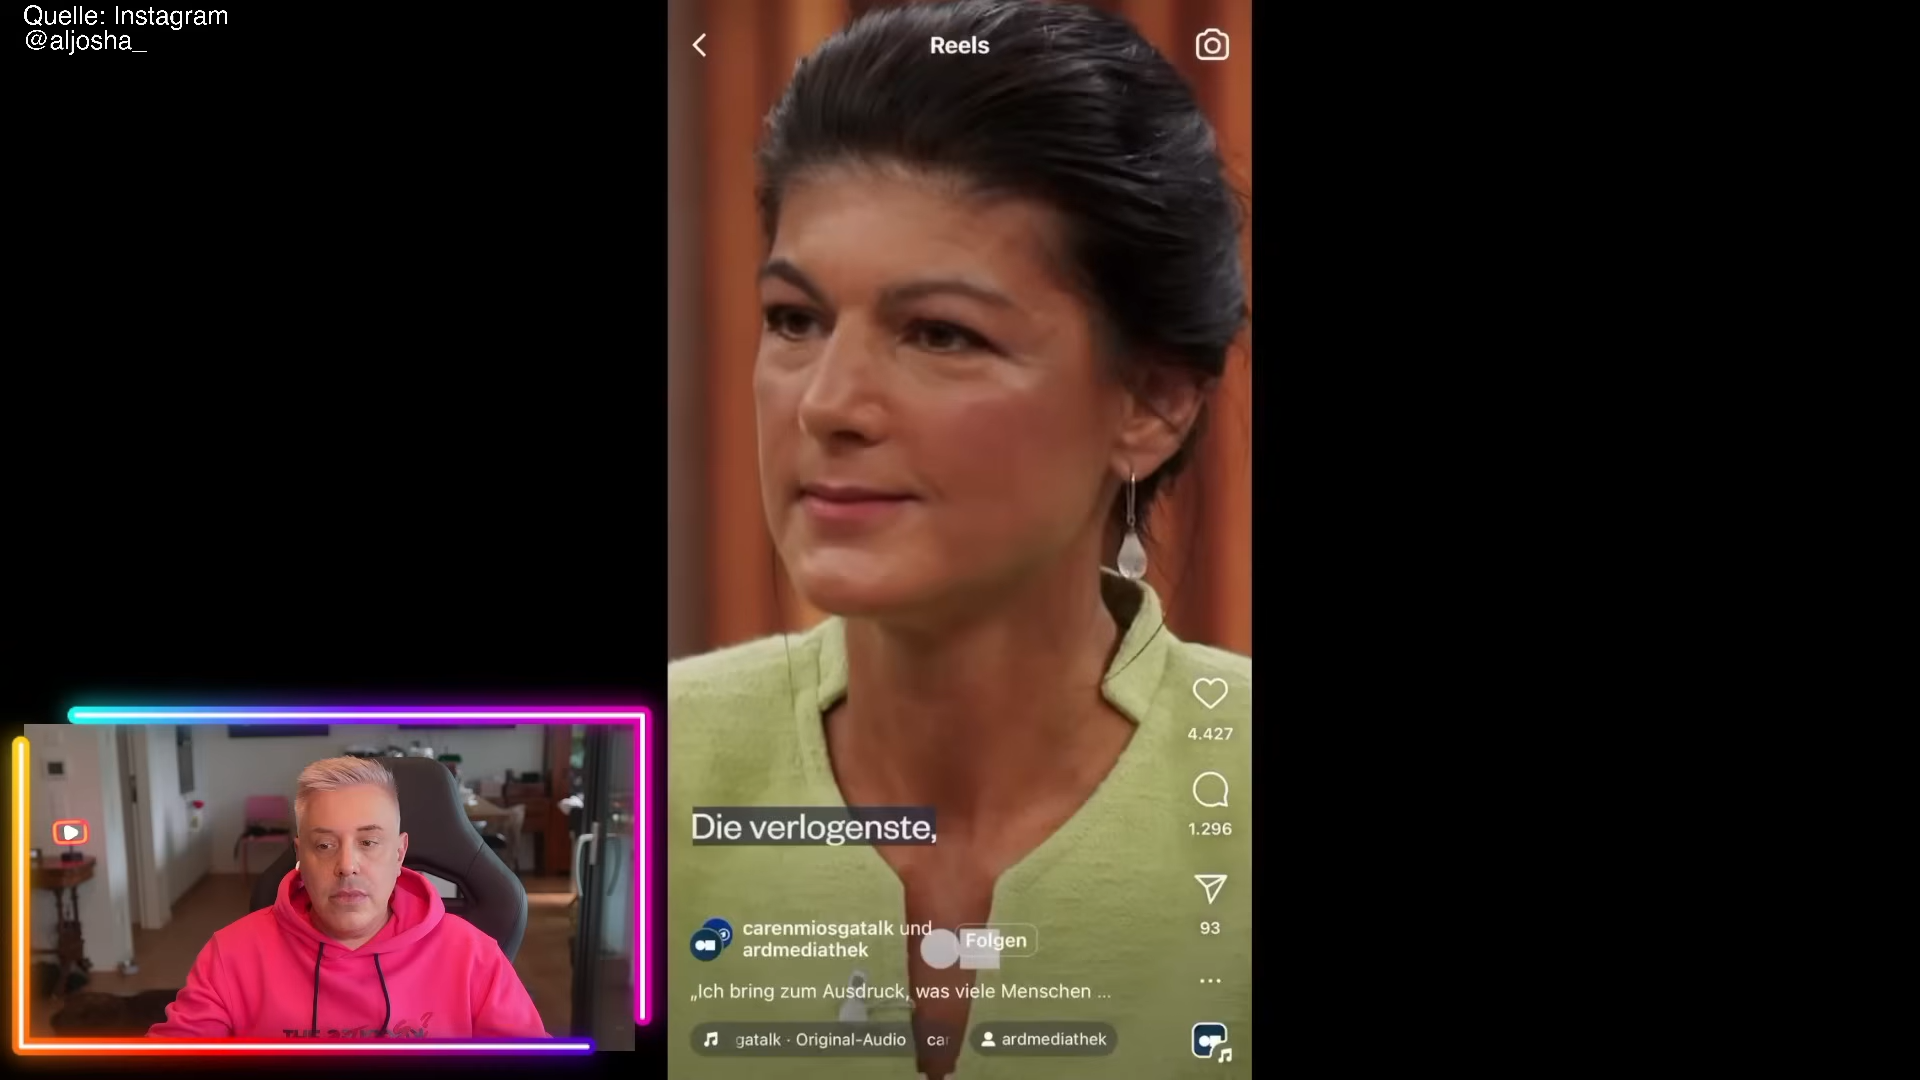 Quelle: Instagram
@aljosha_
Reels
4.427
Die verlogenste,
1.296
93
carenmiosgatalk und
ardmediathek
Folgen
„Ich bring zum Ausdruck, was viele Menschen ...
gatalk · Original-Audio car
ardmediathek